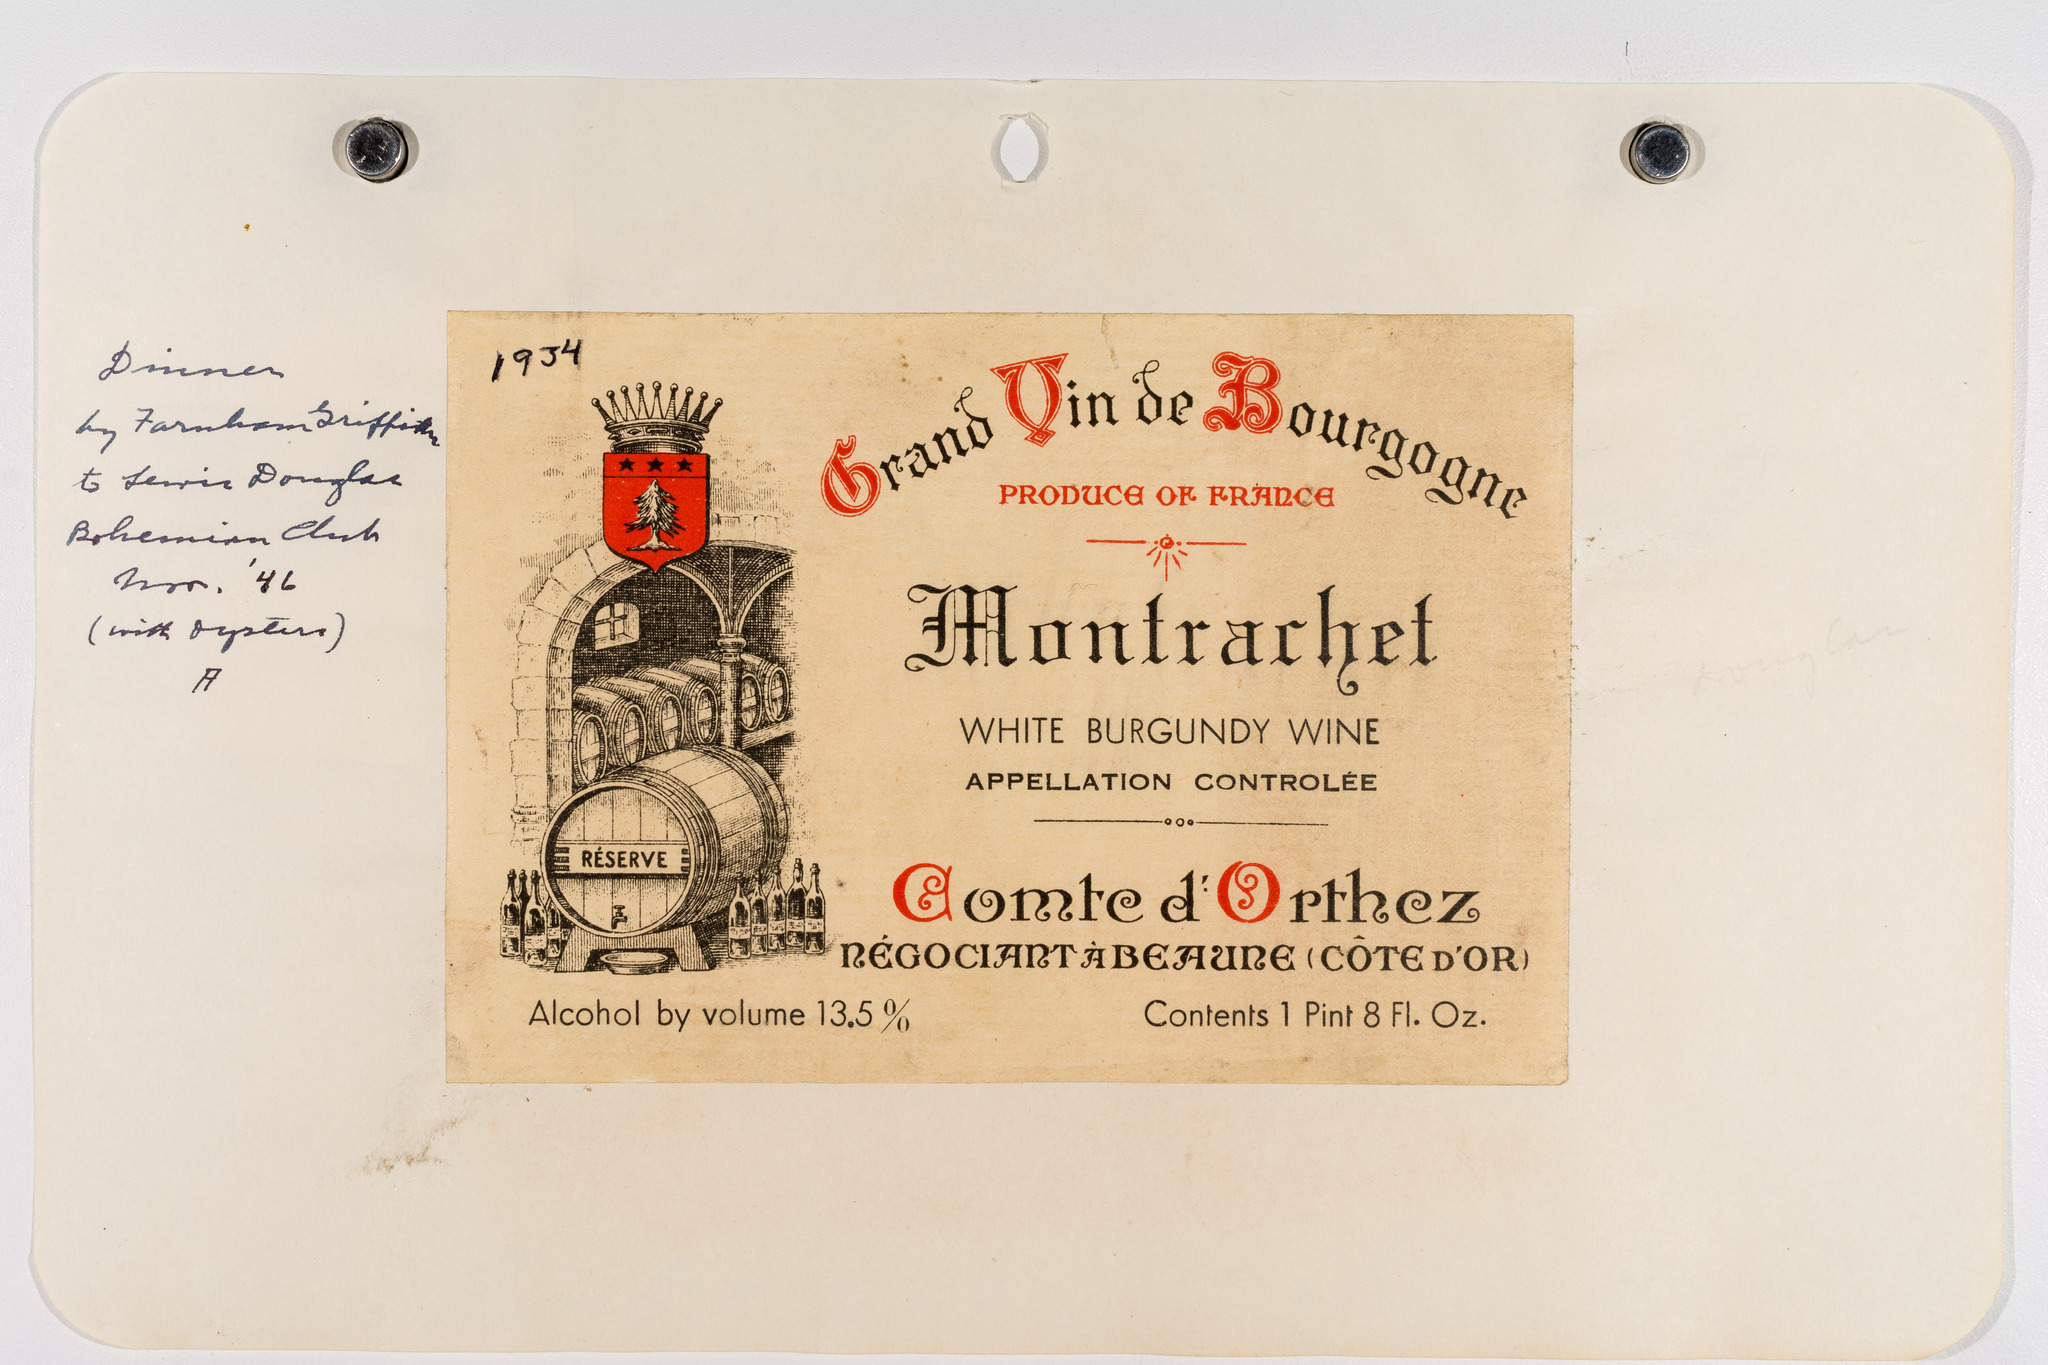 Dinner
by Farnham Griffiths
to Lewis Douglas
Bohemian Club
Nov. '46
(with oysters)
A
1934
Grand Vin de Bourgogne
PRODUCE OF FRANCE
Montrachet
WHITE BURGUNDY WINE
APPELLATION CONTROLÉE
RÉSERVE
Comte d'Orthez
NÉGOCIANT À BEAUNE (CÔTE D'OR)
Alcohol by volume 13.5 %
Contents 1 Pint 8 Fl. Oz.
Douglas